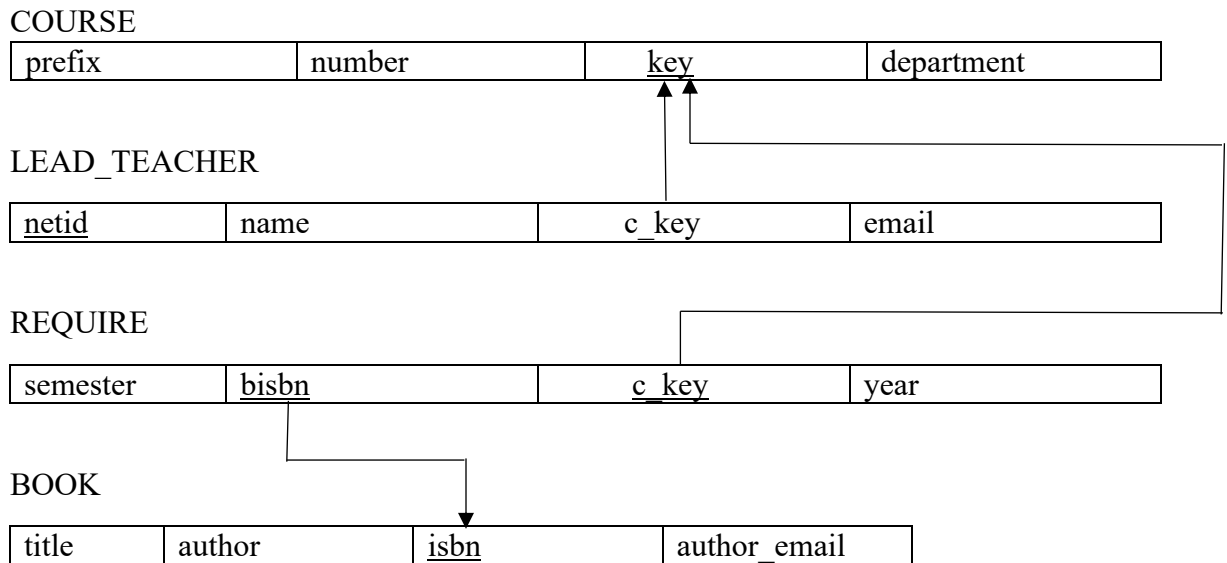 COURSE
prefix number key department
LEAD_TEACHER
netid name c_key email
REQUIRE
semester bisbn c_key year
BOOK
title author isbn author_email